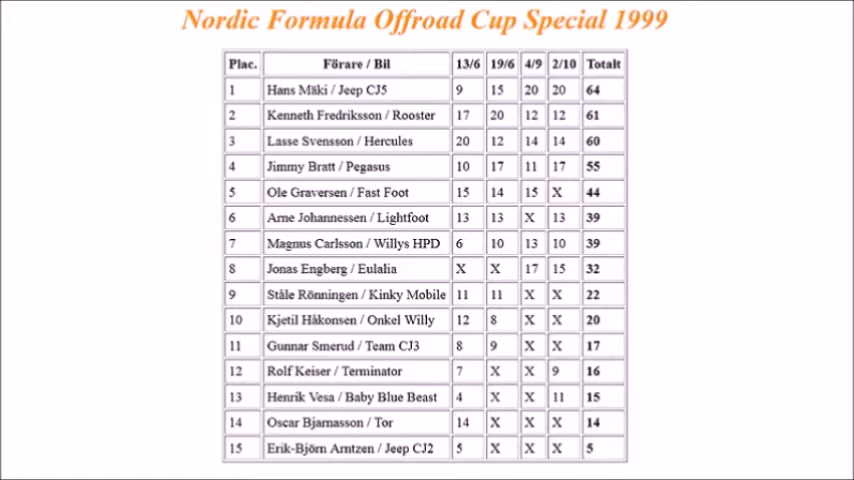 Nordic Formula Offroad Cup Special 1999
Plac. Förare / Bil 13/6 19/6 4/9 2/10 Totalt
1 Hans Mäki / Jeep CJ5 9 15 20 20 64
2 Kenneth Fredriksson / Rooster 17 20 12 12 61
3 Lasse Svensson / Hercules 20 12 14 14 60
4 Jimmy Bratt / Pegasus 10 17 11 17 55
5 Ole Graversen / Fast Foot 15 14 15 X 44
6 Arne Johannessen / Lightfoot 13 13 X 13 39
7 Magnus Carlsson / Willys HPD 6 10 13 10 39
8 Jonas Engberg / Eulalia X X 17 15 32
9 Ståle Rönningen / Kinky Mobile 11 11 X X 22
10 Kjetil Håkonsen / Onkel Willy 12 8 X X 20
11 Gunnar Smerud / Team CJ3 8 9 X X 17
12 Rolf Keiser / Terminator 7 X X 9 16
13 Henrik Vesa / Baby Blue Beast 4 X X 11 15
14 Oscar Bjarnasson / Tor 14 X X X 14
15 Erik-Björn Arntzen / Jeep CJ2 5 X X X 5